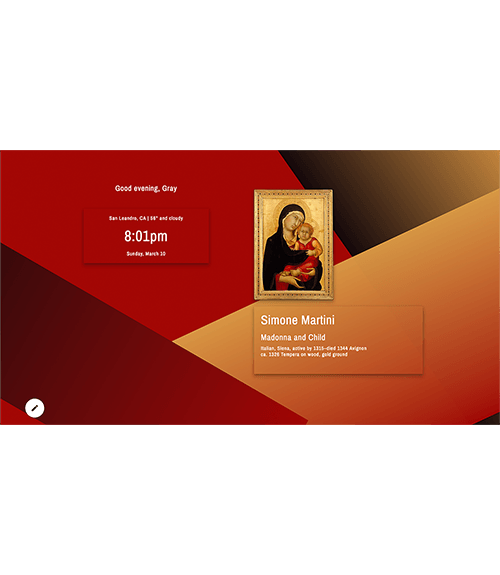 Good evening, Gray
San Leandro, CA | 59° and cloudy
8:01pm
Sunday, March 10
Simone Martini
Madonna and Child
Italian, Siena, active by 1315–died 1344 Avignon
ca. 1326 Tempera on wood, gold ground